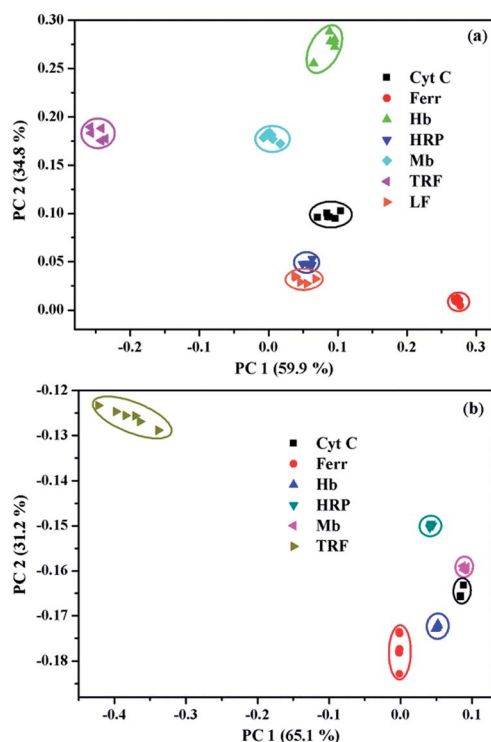 (a)
0.30
0.25
0.20
0.15
0.10
0.05
0.00
PC 2 (34.8 %)
Cyt C
Ferr
Hb
HRP
Mb
TRF
LF
-0.2 -0.1 0.0 0.1 0.2 0.3
PC 1 (59.9 %)
(b)
-0.12
-0.13
-0.14
-0.15
-0.16
-0.17
-0.18
PC 2 (31.2 %)
Cyt C
Ferr
Hb
HRP
Mb
TRF
-0.4 -0.3 -0.2 -0.1 0.0 0.1
PC 1 (65.1 %)